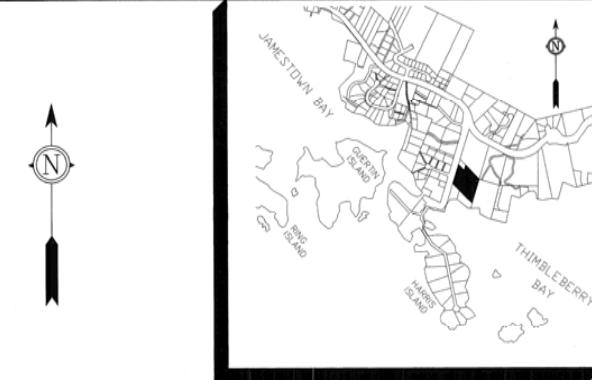 N
JAMESTOWN BAY
N
GUERTIN
ISLAND
RING
ISLAND
HARRIS
ISLAND
THIMBLEBERRY
BAY